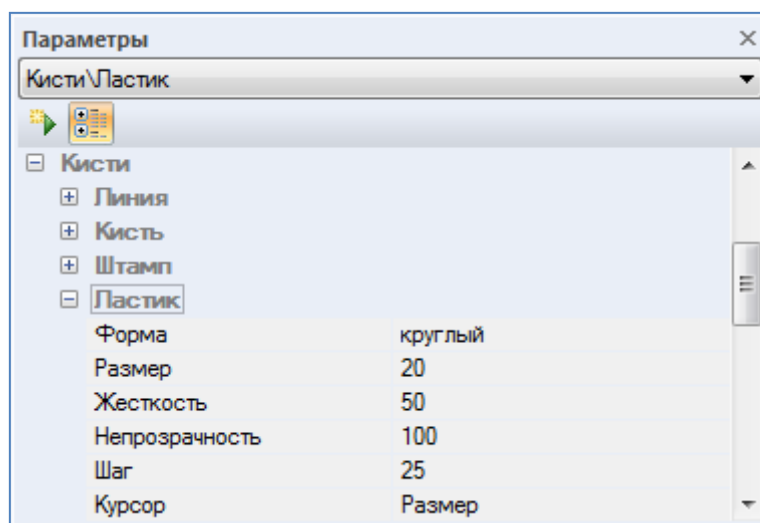 Параметры
Кисти\Ластик
Кисти
Линия
Кисть
Штамп
Ластик
Форма круглый
Размер 20
Жесткость 50
Непрозрачность 100
Шаг 25
Курсор Размер